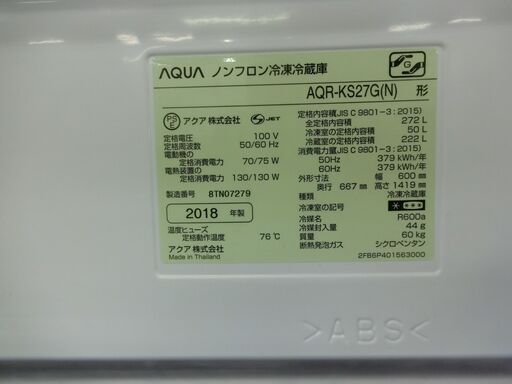 AQUA ノンフロン冷凍冷蔵庫
AQR-KS27G(N) 形
G
PS E アクア株式会社 S JET
定格電圧 100 V
定格周波数 50/60 Hz
電動機の
定格消費電力 70/75 W
電熱装置の
定格消費電力 130/130 W
製造番号 8TN07279
2018 年製
温度ヒューズ
定格動作温度 76℃
アクア株式会社
Made in Thailand
定格内容積(JIS C 9801-3:2015)
全定格内容積 272 L
冷凍室の定格内容積 50 L
冷蔵室の定格内容積 222 L
消費電力量(JIS C 9801-3:2015)
50Hz 379 kWh/年
60Hz 379 kWh/年
外形寸法 幅 600 mm
奥行 667 mm 高さ 1419 mm
種類 冷凍冷蔵庫
冷凍室の記号
冷媒名 R600a
冷媒封入量 44 g
質量 60 kg
断熱発泡ガス シクロペンタン
2FB6P401563000
>ABS<